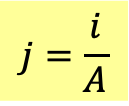 j = i/A